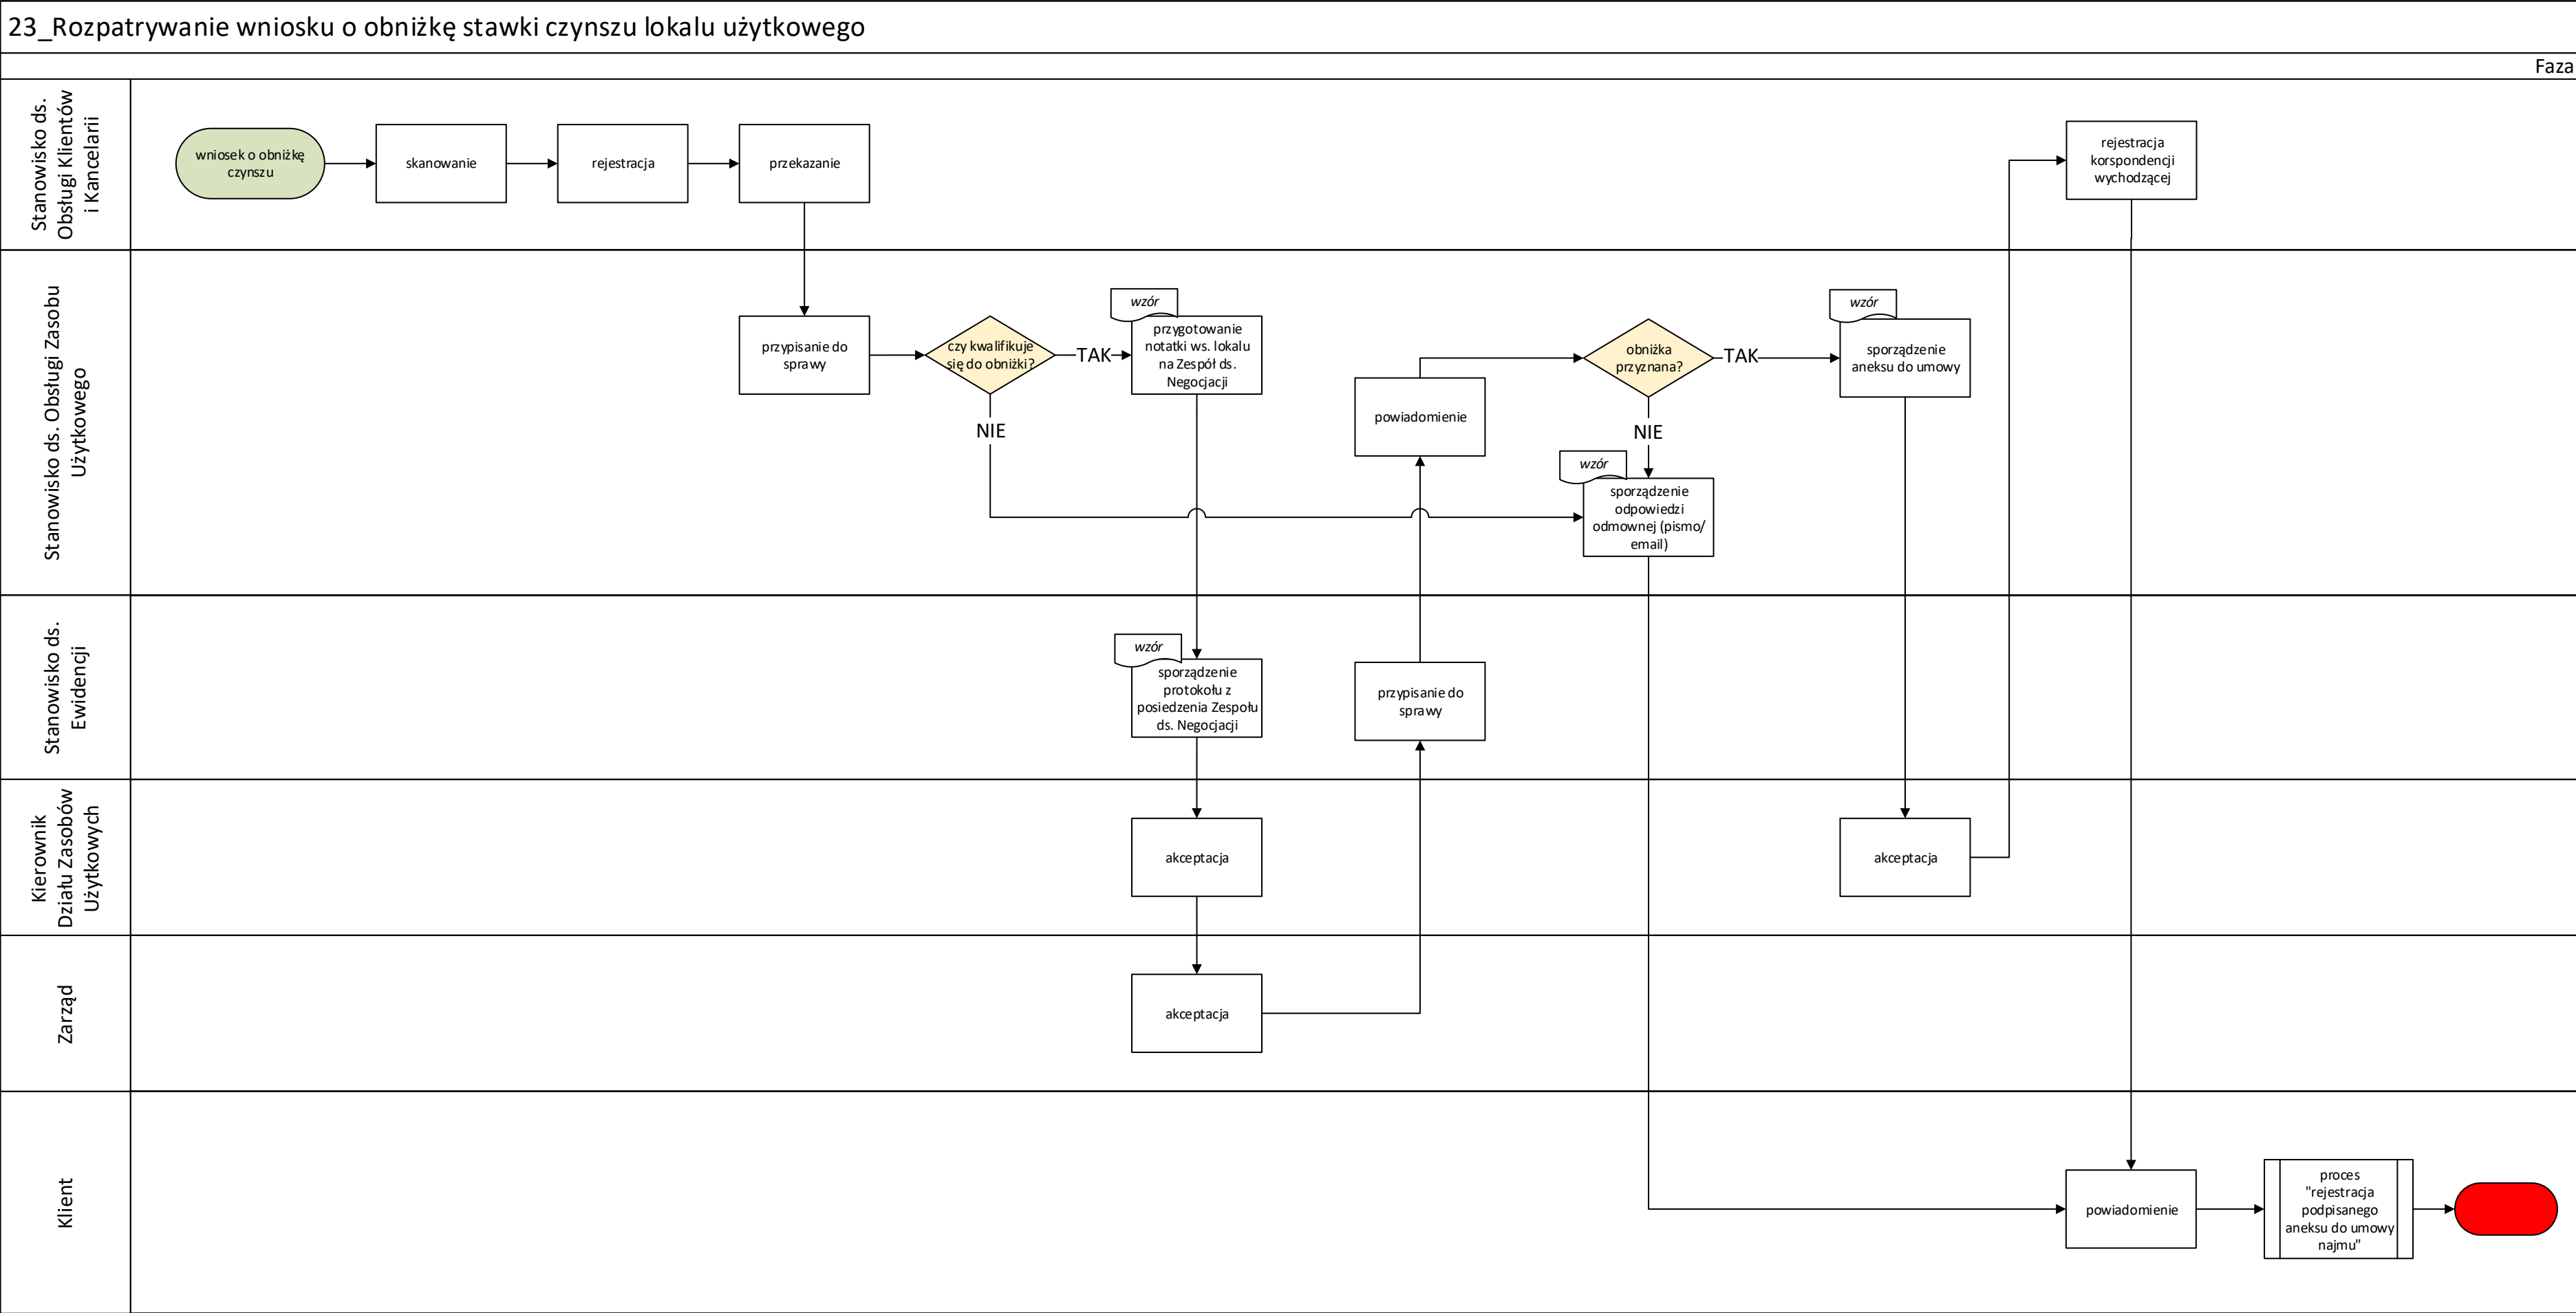 23_Rozpatrywanie wniosku o obniżkę stawki czynszu lokalu użytkowego
Faza
Stanowisko ds.
Obsługi Klientów
i Kancelarii
wniosek o obniżkę
czynszu
skanowanie
rejestracja
przekazanie
rejestracja
korspondencji
wychodzącej
Stanowisko ds. Obsługi Zasobu
Użytkowego
przypisanie do
sprawy
czy kwalifikuje
się do obniżki?
TAK
NIE
wzór
przygotowanie
notatki ws. lokalu
na Zespół ds.
Negocjacji
powiadomienie
obniżka
przyznana?
TAK
NIE
wzór
sporządzenie
aneksu do umowy
wzór
sporządzenie
odpowiedzi
odmownej (pismo/
email)
Stanowisko ds.
Ewidencji
wzór
sporządzenie
protokołu z
posiedzenia Zespołu
ds. Negocjacji
przypisanie do
sprawy
Kierownik
Działu Zasobów
Użytkowych
akceptacja
akceptacja
Zarząd
akceptacja
Klient
powiadomienie
proces
"rejestracja
podpisanego
aneksu do umowy
najmu"